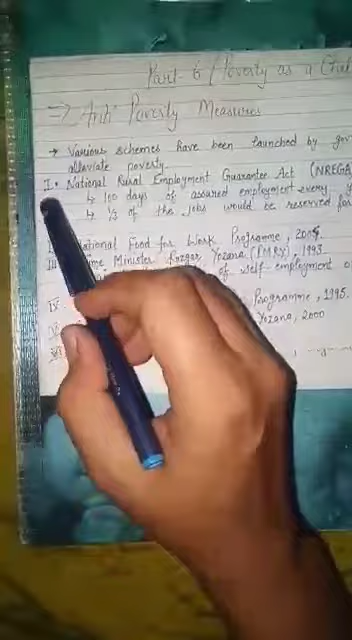 Part-6 / Poverty as a Chal
⇒ Anti Poverty Measures
→ Various schemes have been launched by gov
alleviate poverty.
I. National Rural Employment Guarantee Act (NREGA
↳ 100 days of assured employment every y
↳ 1/3 of the jobs would be reserved for
II National Food for Work Programme, 2004
III Prime Minister Rozgar Yozana (PMRY), 1993
of self-employment o
IV Programme, 1995.
V Yozana, 2000
VI